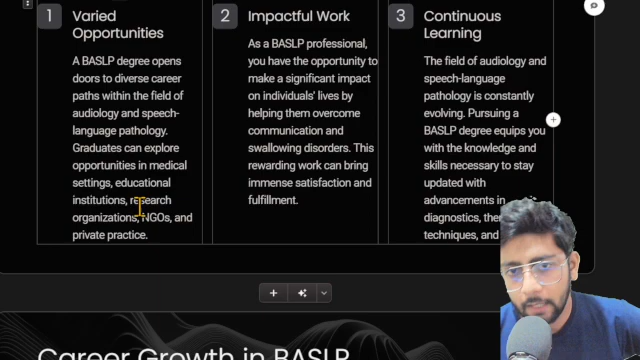 1
Varied
Opportunities
A BASLP degree opens
doors to diverse career
paths within the field of
audiology and speech-
language pathology.
Graduates can explore
opportunities in medical
settings, educational
institutions, research
organizations, NGOs, and
private practice.
2
Impactful Work
As a BASLP professional,
you have the opportunity to
make a significant impact
on individuals' lives by
helping them overcome
communication and
swallowing disorders. This
rewarding work can bring
immense satisfaction and
fulfillment.
3
Continuous
Learning
The field of audiology and
speech-language
pathology is constantly
evolving. Pursuing a
BASLP degree equips you
with the knowledge and
skills necessary to stay
updated with
advancements in
diagnostics,
techniques, and
Career Growth in BASLP